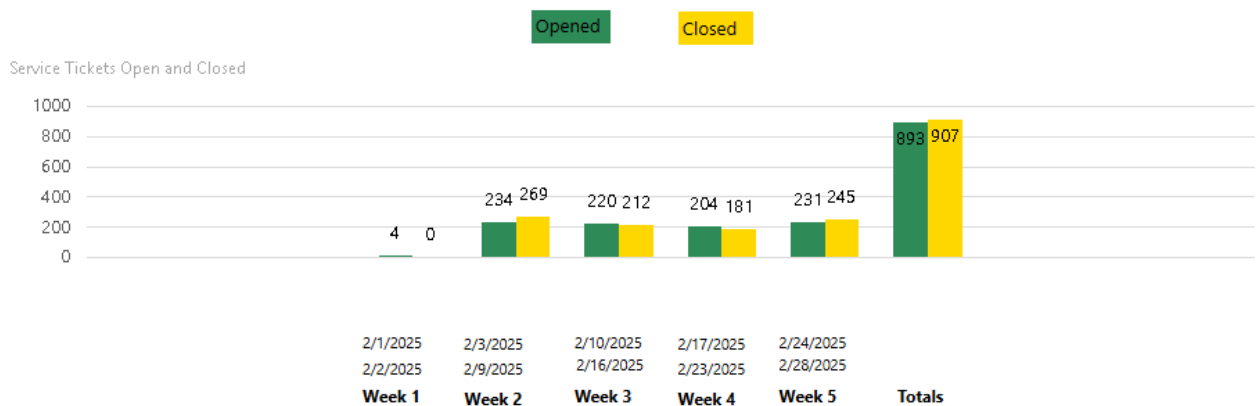 Opened Closed
Service Tickets Open and Closed
1000
800
600
400
200
0
4 0
234 269
220 212
204 181
231 245
893 907
2/1/2025 2/3/2025 2/10/2025 2/17/2025 2/24/2025
2/2/2025 2/9/2025 2/16/2025 2/23/2025 2/28/2025
Week 1 Week 2 Week 3 Week 4 Week 5 Totals